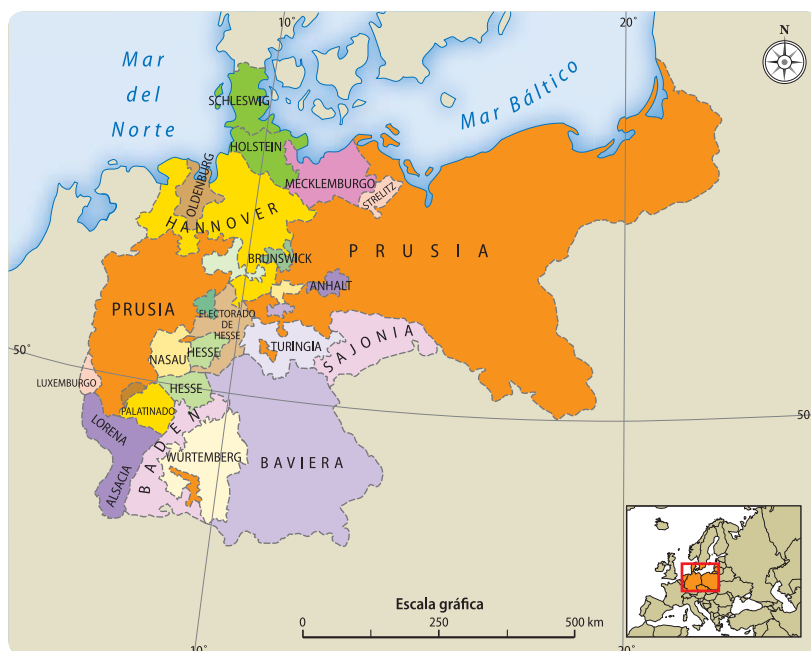 10°
20°
N
Mar
del
Norte
Mar Báltico
SCHLESWIG
HOLSTEIN
MECKLEMBURGO
STRELITZ
OLDENBURG
HANNOVER
PRUSIA
BRUNSWICK
ANHALT
PRUSIA
ELECTORADO
DE
HESSE
SAJONIA
TURINGIA
50°
NASAU
HESSE
LUXEMBURGO
HESSE
PALATINADO
50
LORENA
BADEN
WÜRTEMBERG
BAVIERA
ALSACIA
Escala gráfica
0
250
500 km
10°
20°